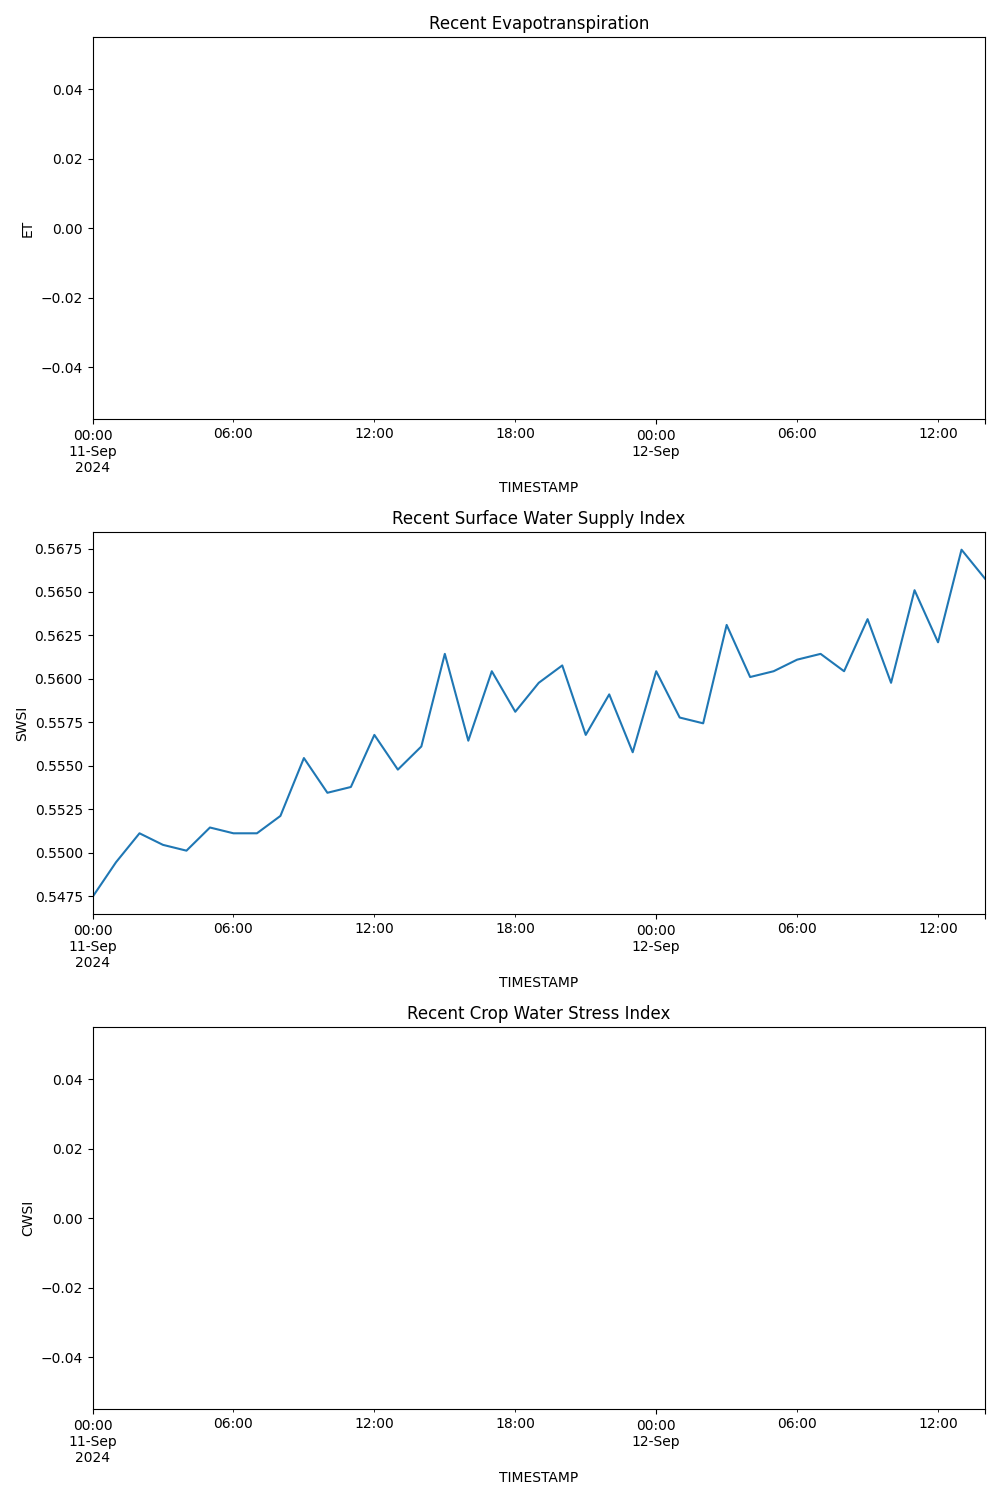 Recent Evapotranspiration
0.04
0.02
0.00
−0.02
−0.04
ET
00:00 06:00 12:00 18:00 00:00 06:00 12:00
11-Sep 12-Sep
2024
TIMESTAMP
Recent Surface Water Supply Index
0.5675
0.5650
0.5625
0.5600
0.5575
0.5550
0.5525
0.5500
0.5475
SWSI
00:00 06:00 12:00 18:00 00:00 06:00 12:00
11-Sep 12-Sep
2024
TIMESTAMP
Recent Crop Water Stress Index
0.04
0.02
0.00
−0.02
−0.04
CWSI
00:00 06:00 12:00 18:00 00:00 06:00 12:00
11-Sep 12-Sep
2024
TIMESTAMP